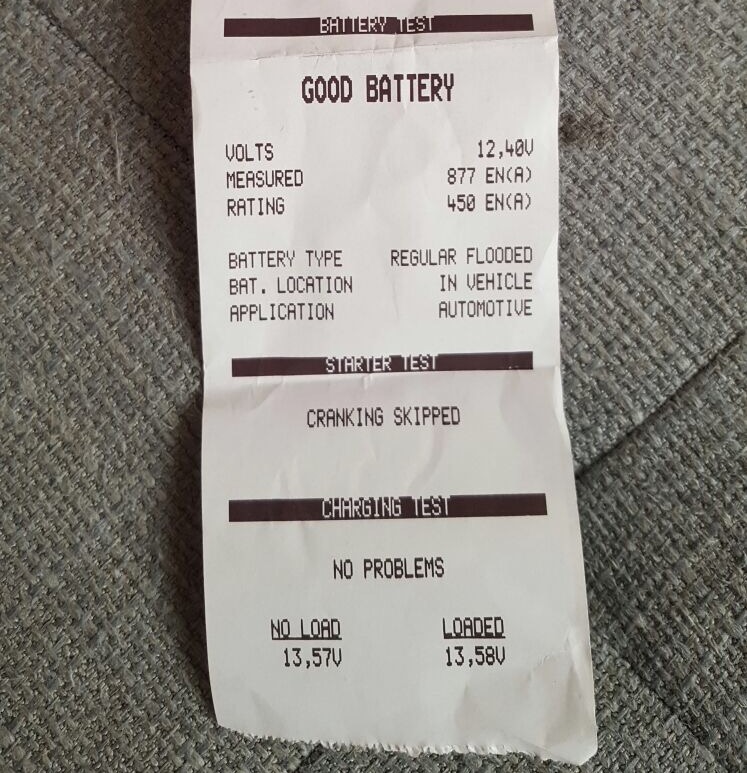 BATTERY TEST
GOOD BATTERY
VOLTS 12,40V
MEASURED 877 EN(A)
RATING 450 EN(A)
BATTERY TYPE REGULAR FLOODED
BAT. LOCATION IN VEHICLE
APPLICATION AUTOMOTIVE
STARTER TEST
CRANKING SKIPPED
CHARGING TEST
NO PROBLEMS
NO LOAD LOADED
13,57V 13,58V